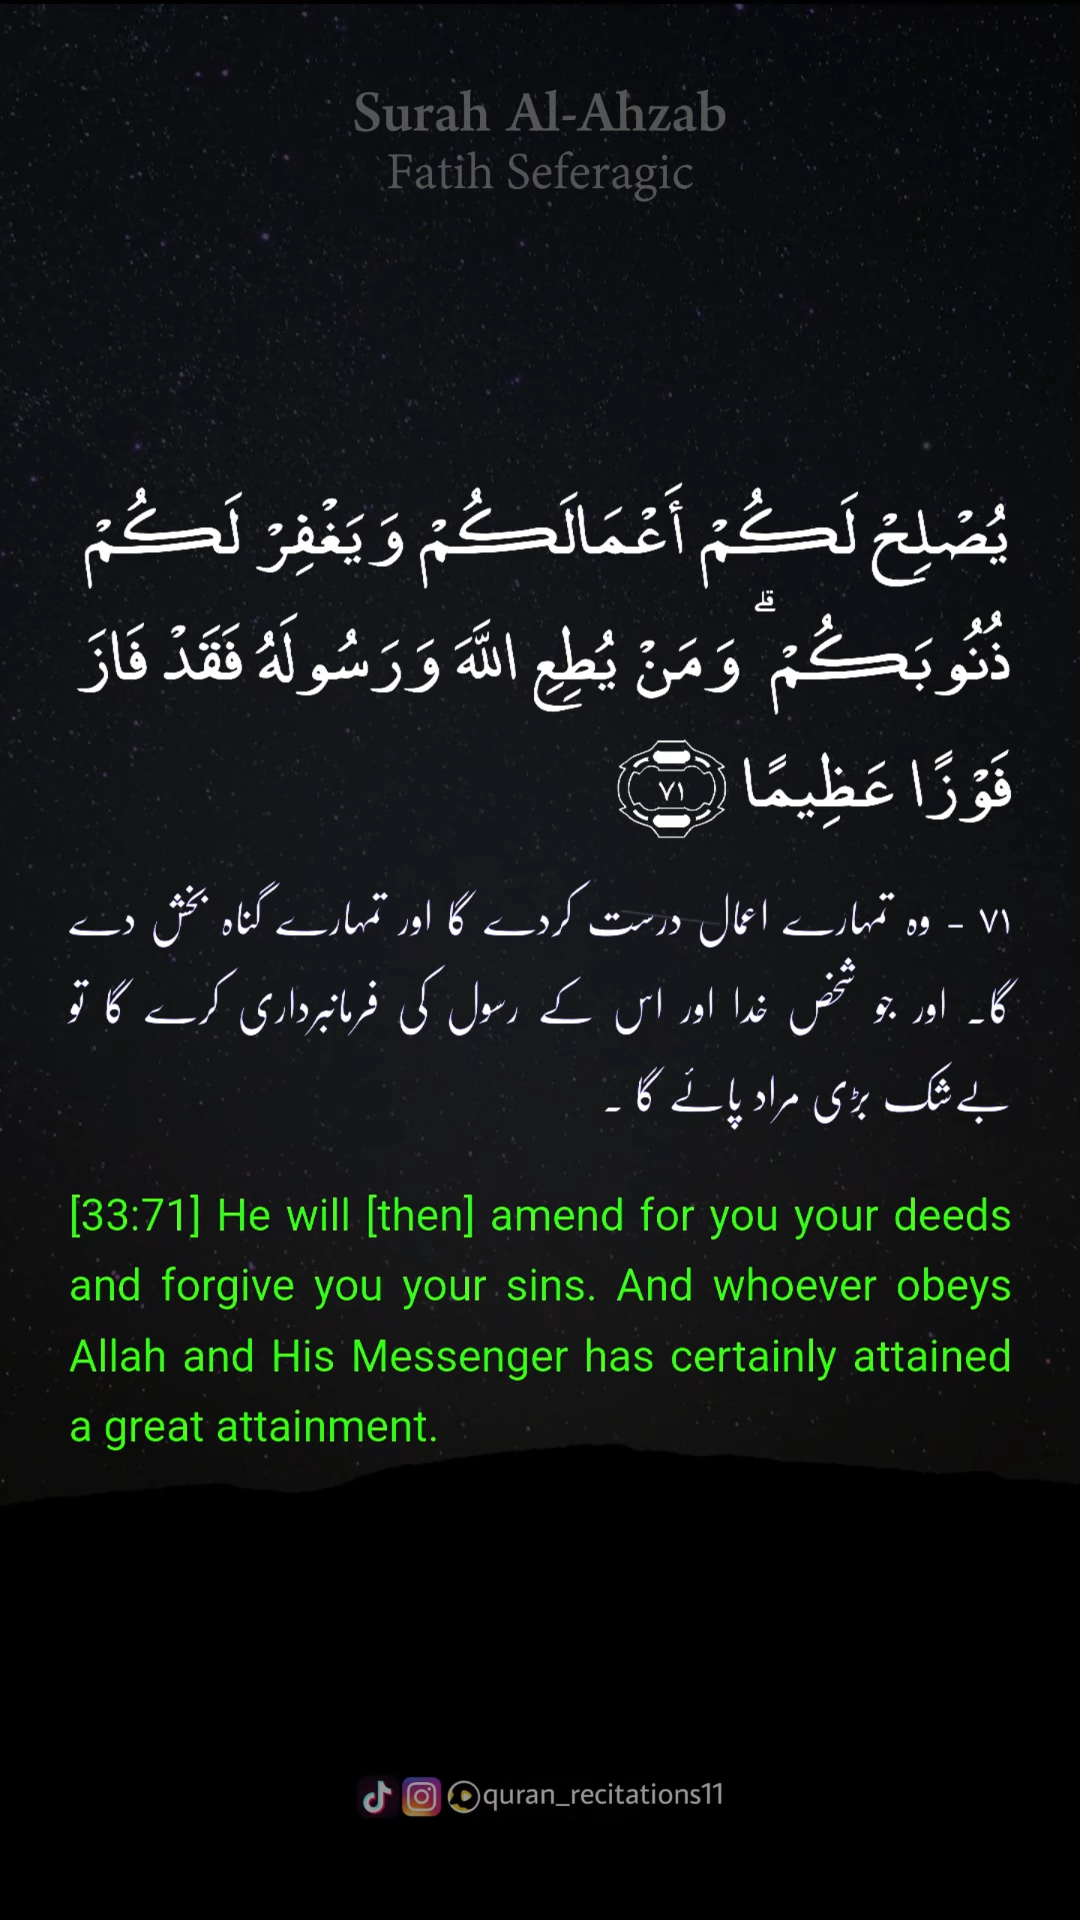 Surah Al-Ahzab
Fatih Seferagic
يُصْلِحْ لَكُمْ أَعْمَالَكُمْ وَيَغْفِرْ لَكُمْ
ذُنُوبَكُمْ ۗ وَمَنْ يُطِعِ اللَّهَ وَرَسُولَهُ فَقَدْ فَازَ
فَوْزًا عَظِيمًا ٧١
٧١ - وہ تمہارے اعمال درست کردے گا اور تمہارے گناہ بخش دے
گا۔ اور جو شخص خدا اور اس کے رسول کی فرمانبرداری کرے گا تو
بےشک بڑی مراد پائے گا ۔
[33:71] He will [then] amend for you your deeds
and forgive you your sins. And whoever obeys
Allah and His Messenger has certainly attained
a great attainment.
quran_recitations11